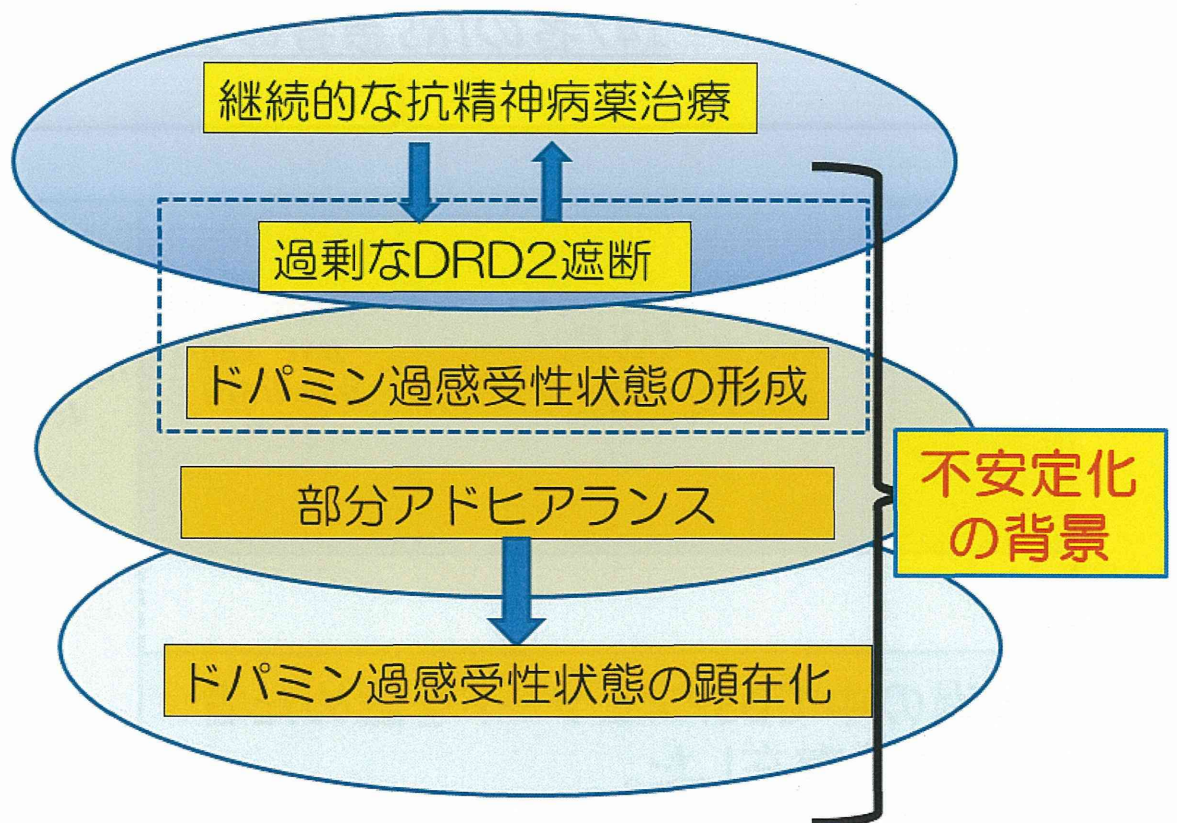 継続的な抗精神病薬治療
過剰なDRD2遮断
ドパミン過感受性状態の形成
部分アドヒアランス
ドパミン過感受性状態の顕在化
不安定化
の背景